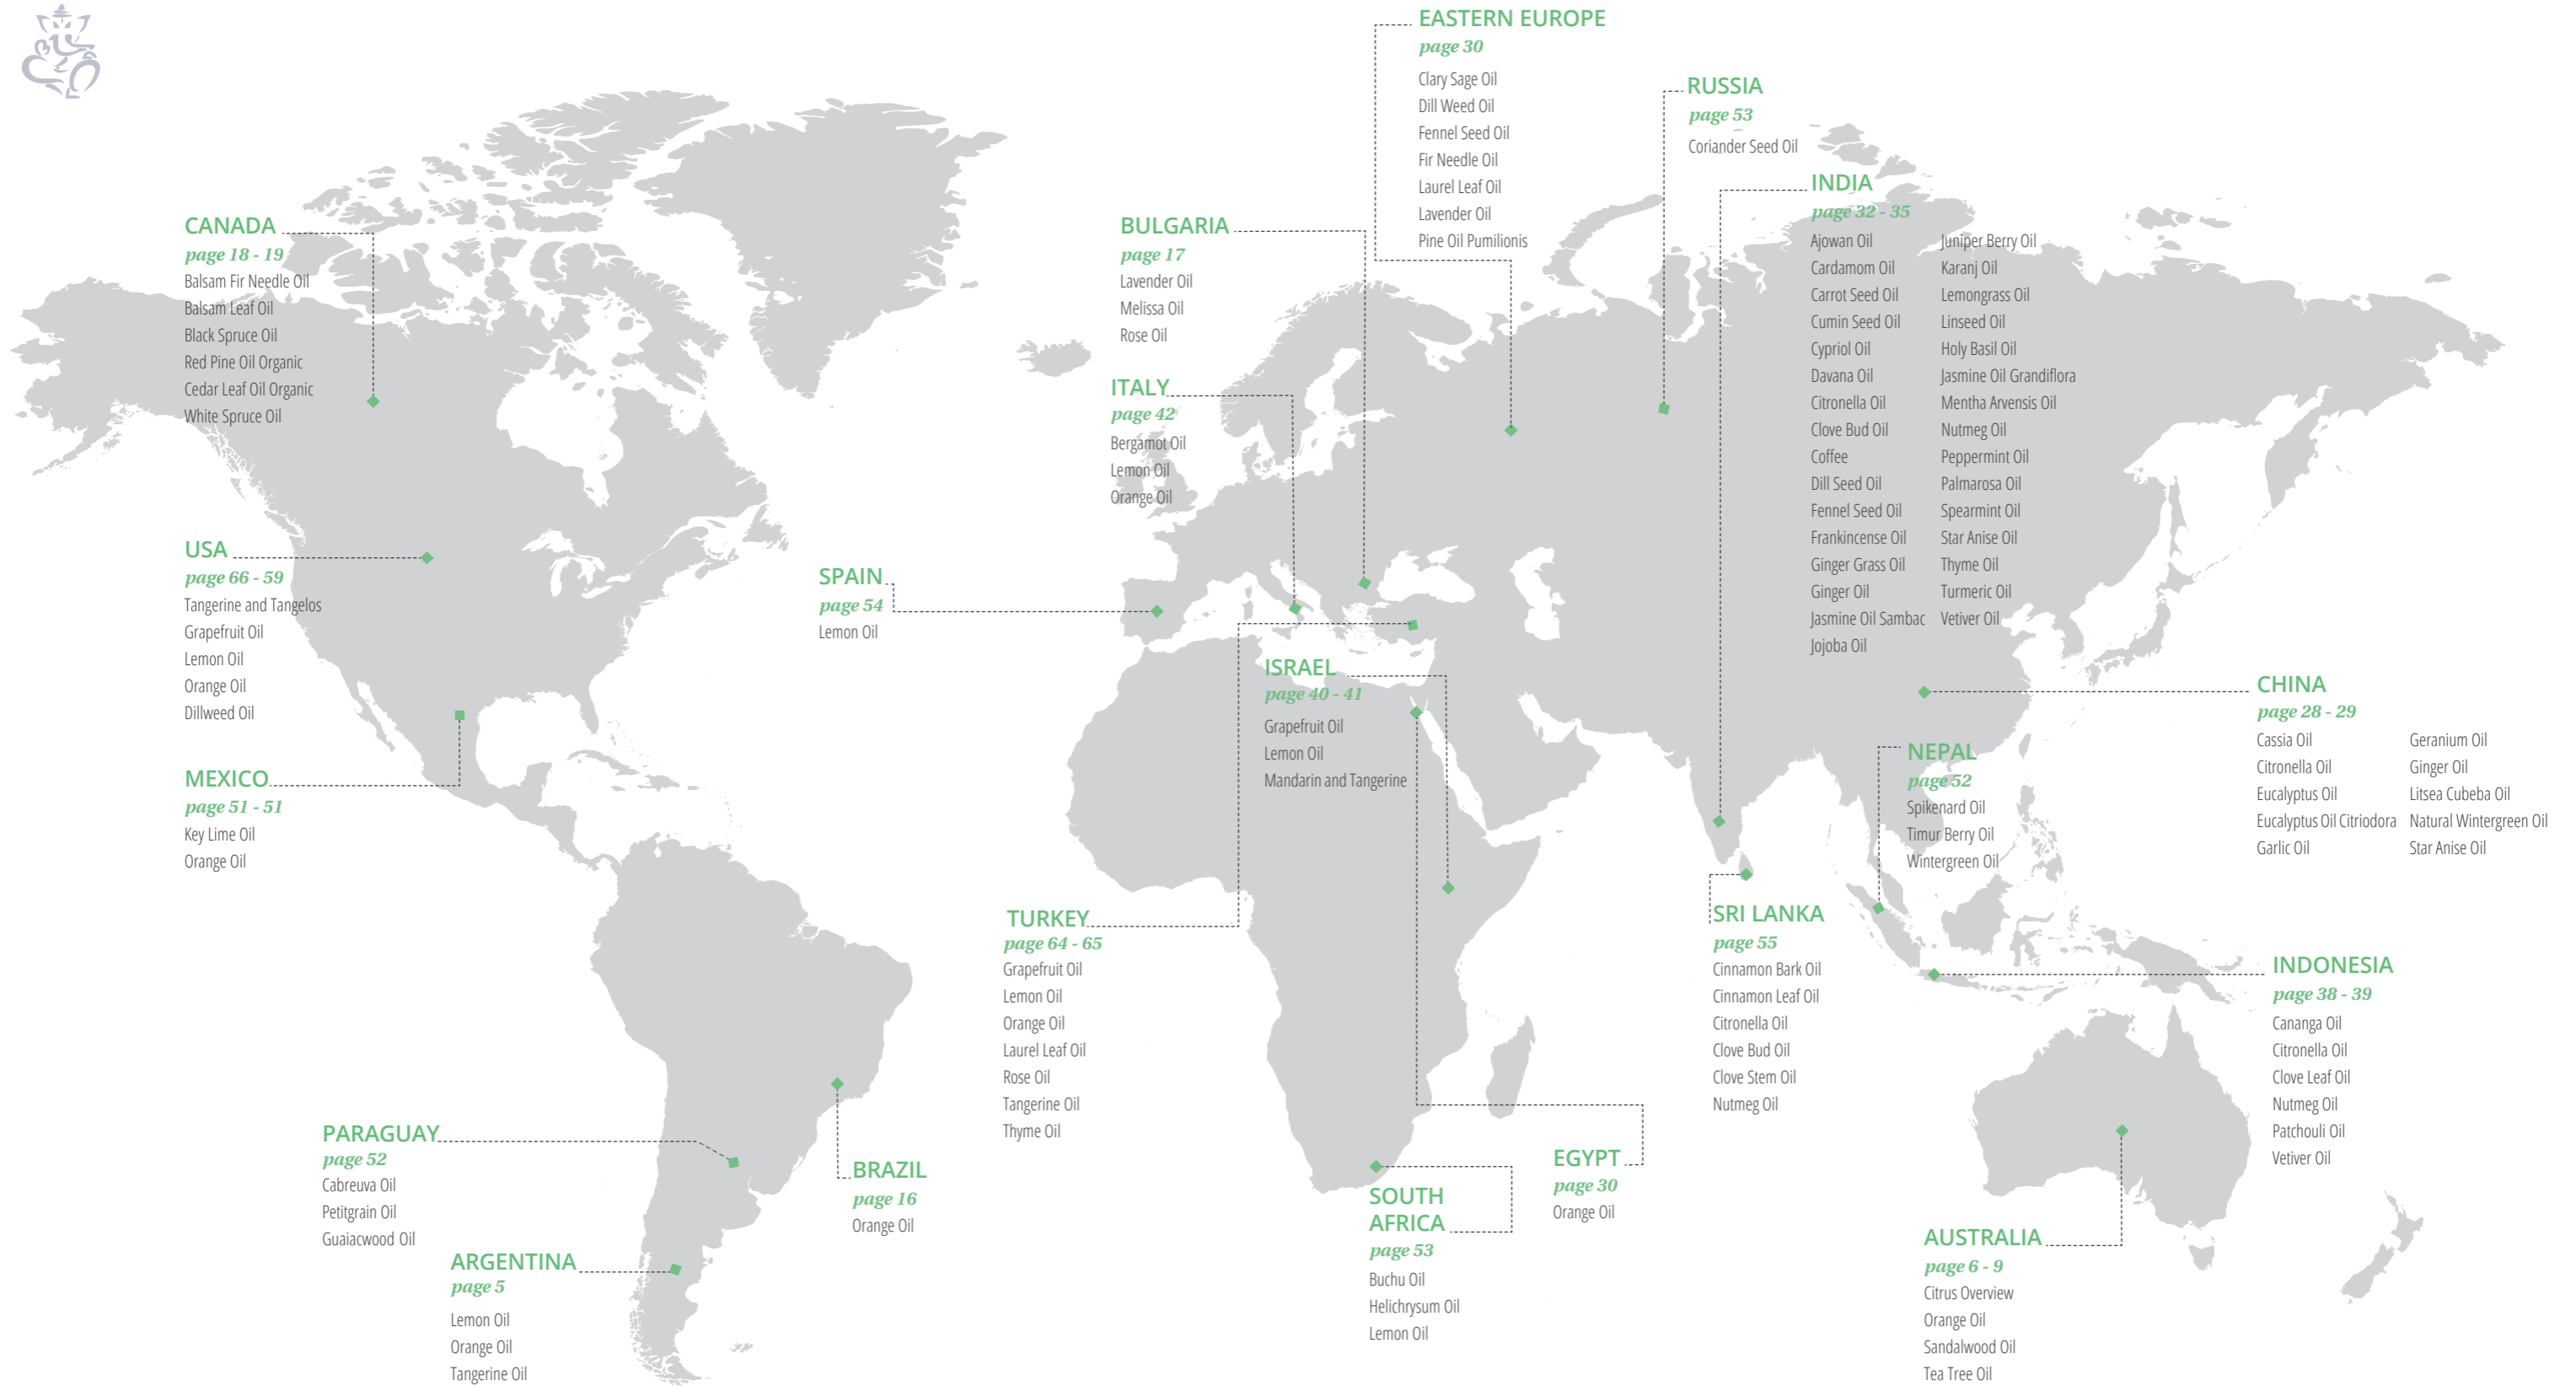 EASTERN EUROPE
page 30
Clary Sage Oil
Dill Weed Oil
Fennel Seed Oil
Fir Needle Oil
Laurel Leaf Oil
Lavender Oil
Pine Oil Pumilionis
RUSSIA
page 53
Coriander Seed Oil
INDIA
page 32 - 35
Ajowan Oil
Cardamom Oil
Carrot Seed Oil
Cumin Seed Oil
Cypriol Oil
Davana Oil
Citronella Oil
Clove Bud Oil
Coffee
Dill Seed Oil
Fennel Seed Oil
Frankincense Oil
Ginger Grass Oil
Ginger Oil
Jasmine Oil Sambac
Jojoba Oil
Juniper Berry Oil
Karanj Oil
Lemongrass Oil
Linseed Oil
Holy Basil Oil
Jasmine Oil Grandiflora
Mentha Arvensis Oil
Nutmeg Oil
Peppermint Oil
Palmarosa Oil
Spearmint Oil
Star Anise Oil
Thyme Oil
Turmeric Oil
Vetiver Oil
CANADA
page 18 - 19
Balsam Fir Needle Oil
Balsam Leaf Oil
Black Spruce Oil
Red Pine Oil Organic
Cedar Leaf Oil Organic
White Spruce Oil
BULGARIA
page 17
Lavender Oil
Melissa Oil
Rose Oil
ITALY
page 42
Bergamot Oil
Lemon Oil
Orange Oil
USA
page 66 - 59
Tangerine and Tangelos
Grapefruit Oil
Lemon Oil
Orange Oil
Dillweed Oil
SPAIN
page 54
Lemon Oil
ISRAEL
page 40 - 41
Grapefruit Oil
Lemon Oil
Mandarin and Tangerine
CHINA
page 28 - 29
Cassia Oil
Citronella Oil
Eucalyptus Oil
Eucalyptus Oil Citriodora
Garlic Oil
Geranium Oil
Ginger Oil
Litsea Cubeba Oil
Natural Wintergreen Oil
Star Anise Oil
NEPAL
page 52
Spikenard Oil
Timur Berry Oil
Wintergreen Oil
MEXICO
page 51 - 51
Key Lime Oil
Orange Oil
TURKEY
page 64 - 65
Grapefruit Oil
Lemon Oil
Orange Oil
Laurel Leaf Oil
Rose Oil
Tangerine Oil
Thyme Oil
SRI LANKA
page 55
Cinnamon Bark Oil
Cinnamon Leaf Oil
Citronella Oil
Clove Bud Oil
Clove Stem Oil
Nutmeg Oil
INDONESIA
page 38 - 39
Cananga Oil
Citronella Oil
Clove Leaf Oil
Nutmeg Oil
Patchouli Oil
Vetiver Oil
PARAGUAY
page 52
Cabreuva Oil
Petitgrain Oil
Guaiacwood Oil
BRAZIL
page 16
Orange Oil
EGYPT
page 30
Orange Oil
SOUTH
AFRICA
page 53
Buchu Oil
Helichrysum Oil
Lemon Oil
ARGENTINA
page 5
Lemon Oil
Orange Oil
Tangerine Oil
AUSTRALIA
page 6 - 9
Citrus Overview
Orange Oil
Sandalwood Oil
Tea Tree Oil